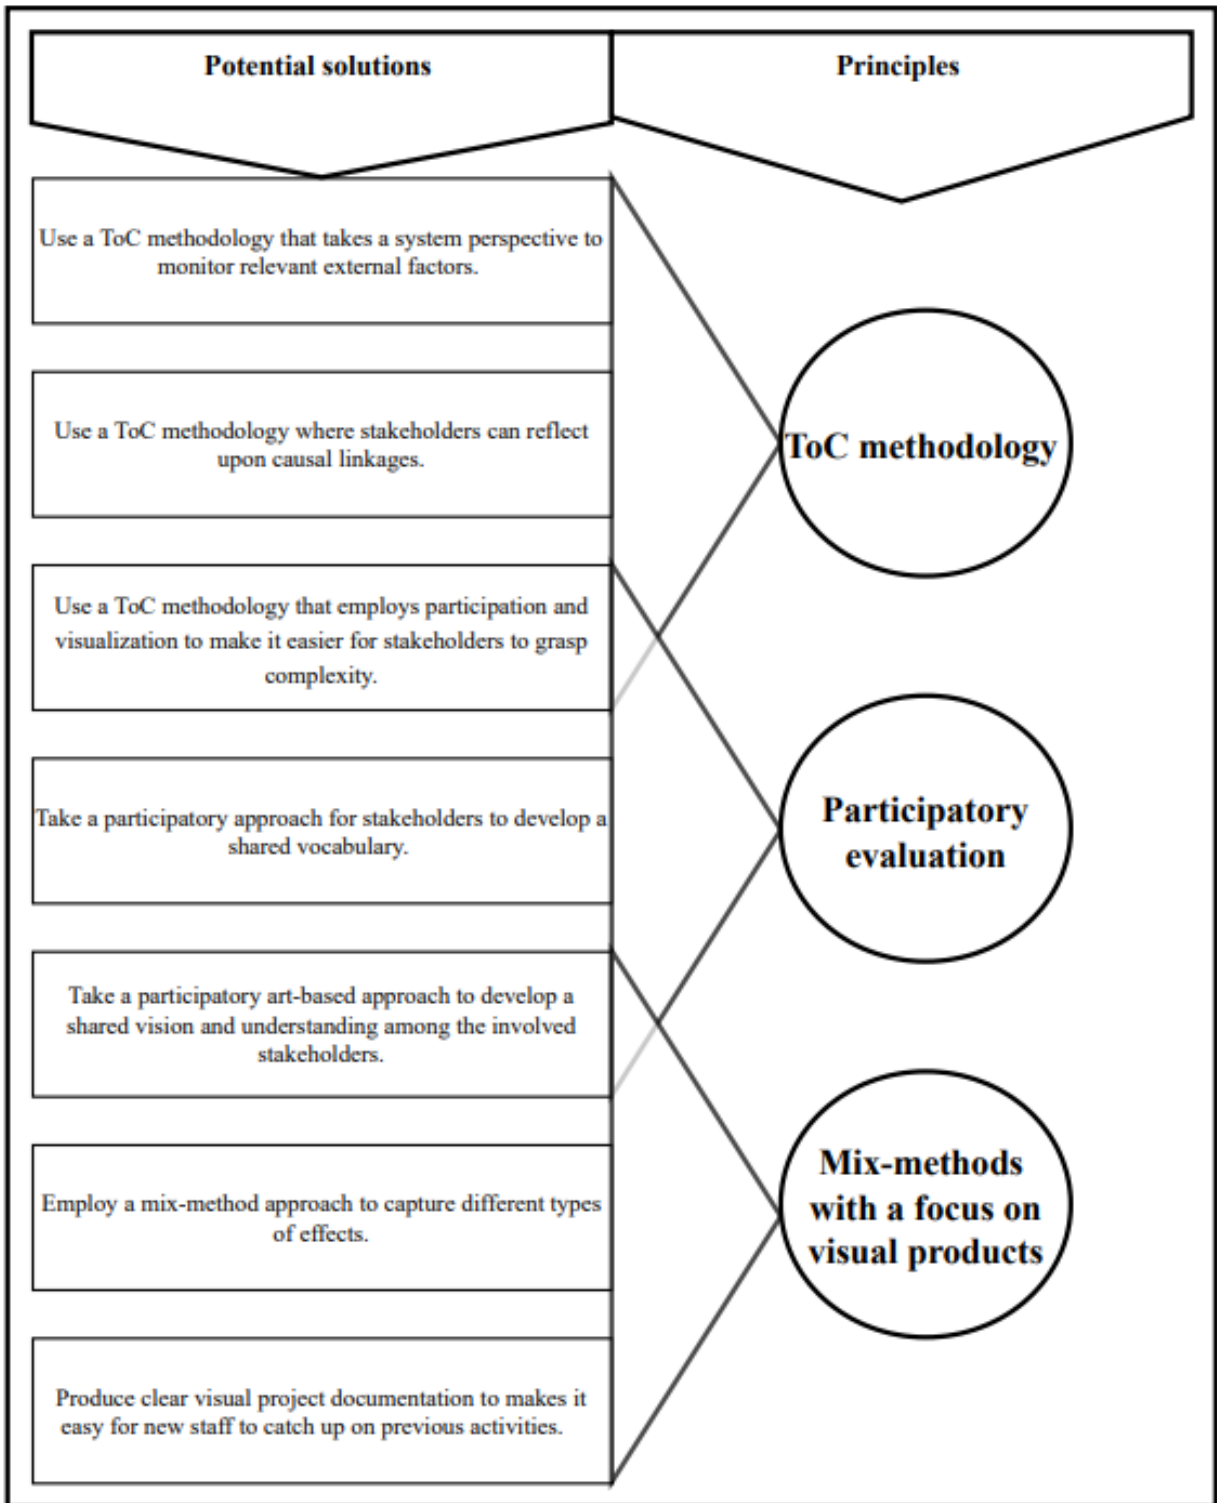 Potential solutions
Principles
Use a ToC methodology that takes a system perspective to
monitor relevant external factors.
Use a ToC methodology where stakeholders can reflect
upon causal linkages.
Use a ToC methodology that employs participation and
visualization to make it easier for stakeholders to grasp
complexity.
Take a participatory approach for stakeholders to develop a
shared vocabulary.
Take a participatory art-based approach to develop a
shared vision and understanding among the involved
stakeholders.
Employ a mix-method approach to capture different types
of effects.
Produce clear visual project documentation to makes it
easy for new staff to catch up on previous activities.
ToC methodology
Participatory
evaluation
Mix-methods
with a focus on
visual products